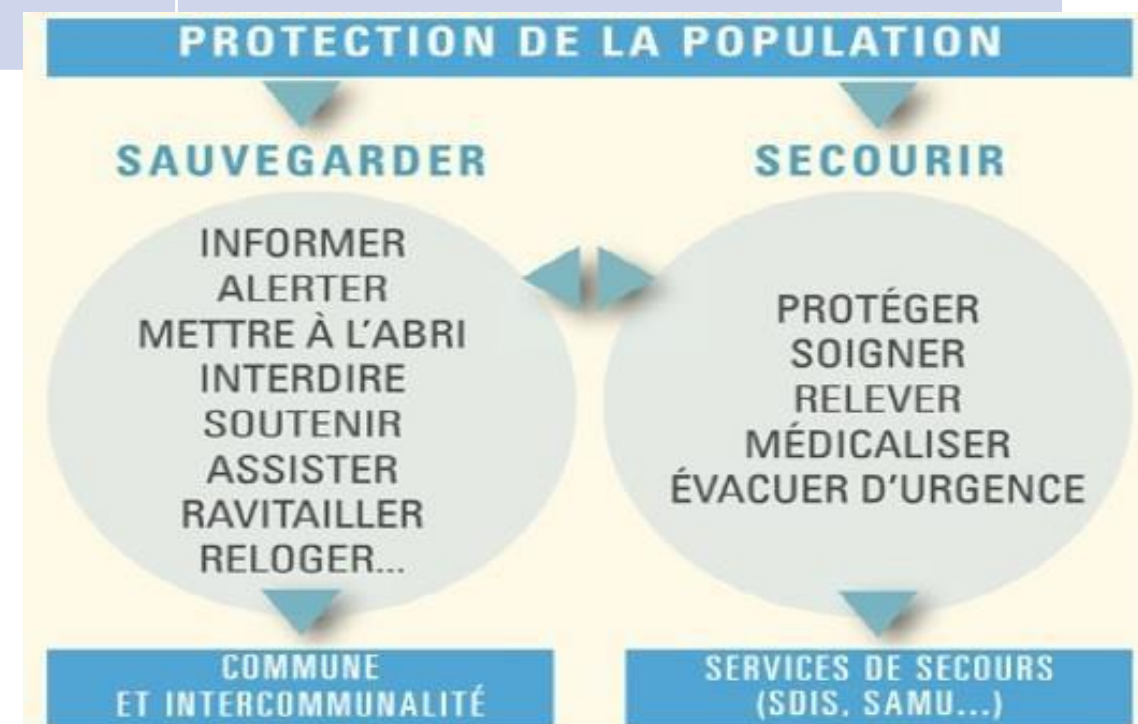 PROTECTION DE LA POPULATION
SAUVEGARDER
INFORMER
ALERTER
METTRE À L'ABRI
INTERDIRE
SOUTENIR
ASSISTER
RAVITAILLER
RELOGER...
COMMUNE
ET INTERCOMMUNALITÉ
SECOURIR
PROTÉGER
SOIGNER
RELEVER
MÉDICALISER
ÉVACUER D'URGENCE
SERVICES DE SECOURS
(SDIS, SAMU...)